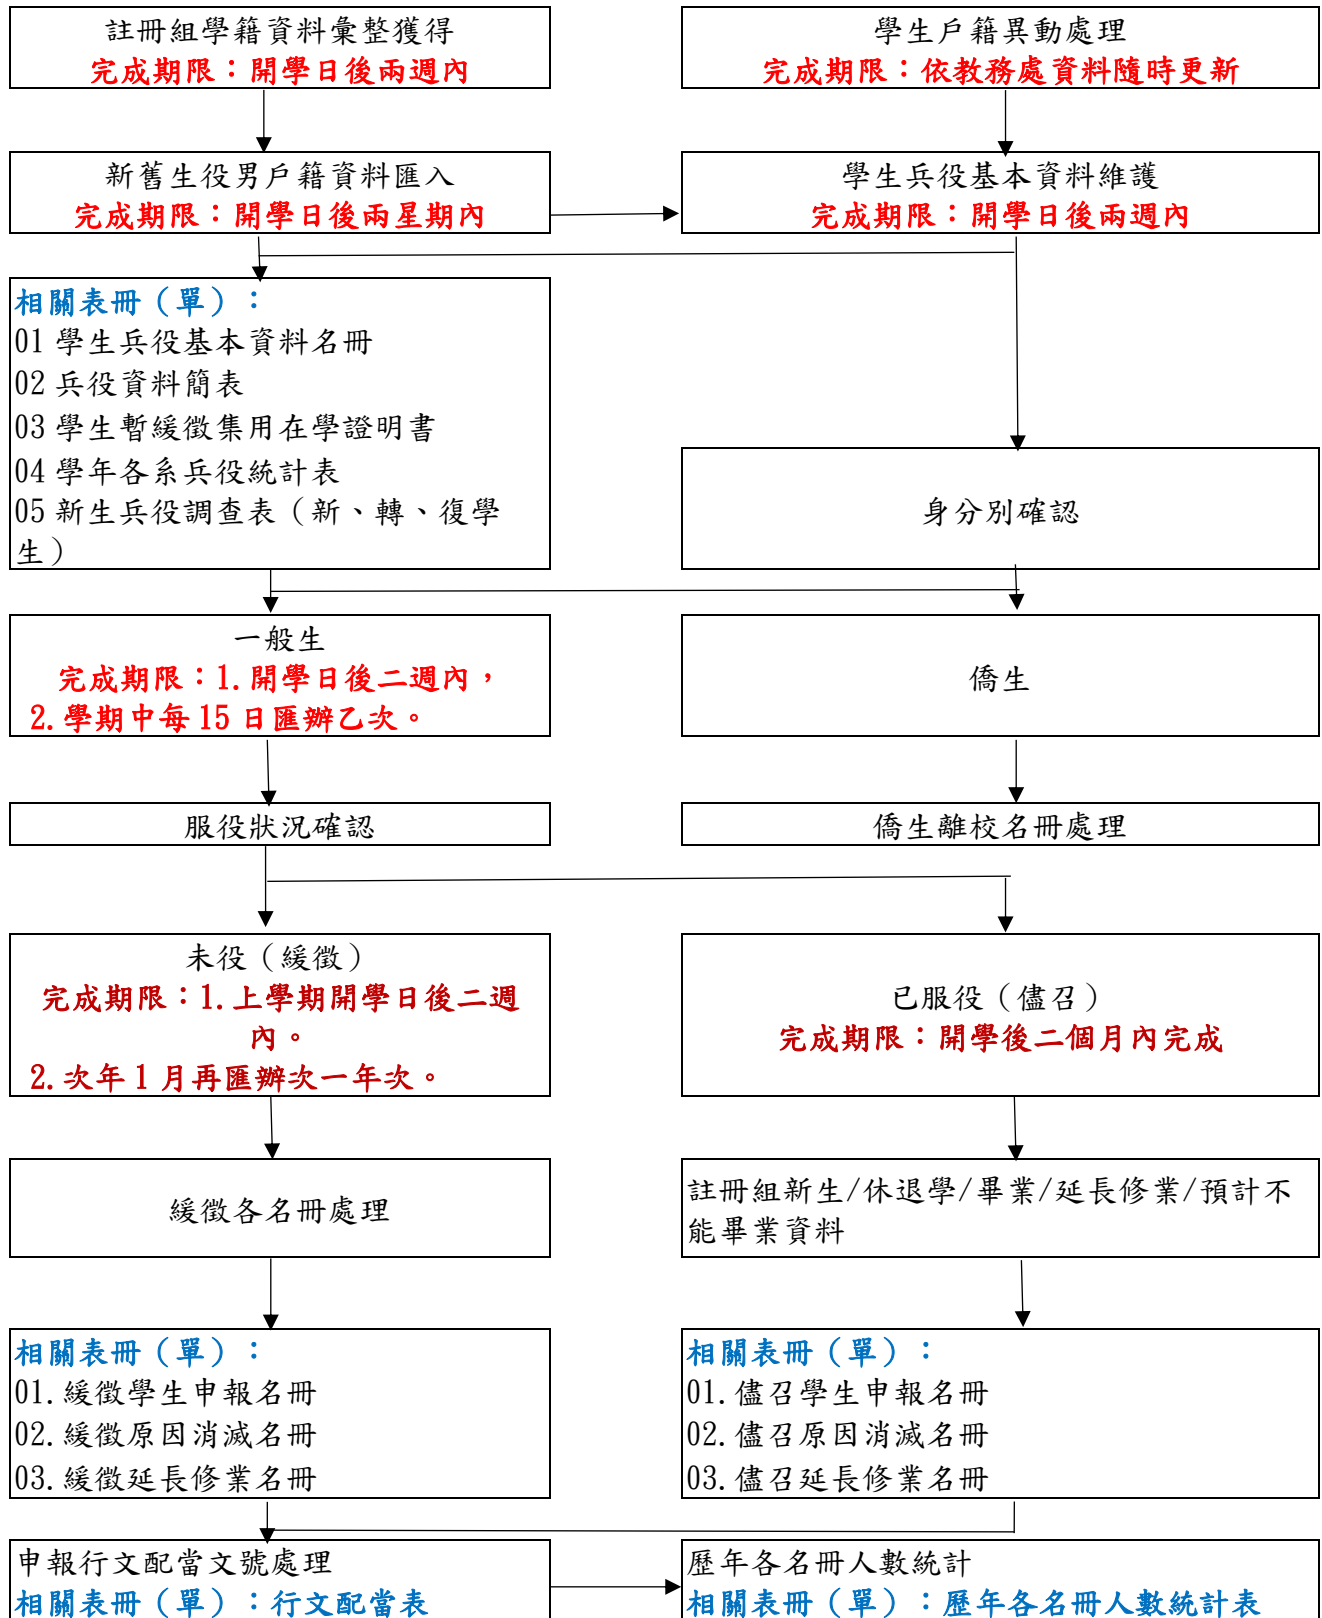 註冊組學籍資料彙整獲得
完成期限：開學日後兩週內
學生戶籍異動處理
完成期限：依教務處資料隨時更新
新舊生役男戶籍資料匯入
完成期限：開學日後兩星期內
學生兵役基本資料維護
完成期限：開學日後兩週內
相關表冊（單）：
01 學生兵役基本資料名冊
02 兵役資料簡表
03 學生暫緩徵集用在學證明書
04 學年各系兵役統計表
05 新生兵役調查表（新、轉、復學
生）
身分別確認
一般生
完成期限：1.開學日後二週內，
2.學期中每 15 日匯辦乙次。
僑生
服役狀況確認
僑生離校名冊處理
未役（緩徵）
完成期限：1.上學期開學日後二週
內。
2.次年 1 月再匯辦次一年次。
已服役（儘召）
完成期限：開學後二個月內完成
緩徵各名冊處理
註冊組新生/休退學/畢業/延長修業/預計不
能畢業資料
相關表冊（單）：
01.緩徵學生申報名冊
02.緩徵原因消滅名冊
03.緩徵延長修業名冊
相關表冊（單）：
01.儘召學生申報名冊
02.儘召原因消滅名冊
03.儘召延長修業名冊
申報行文配當文號處理
相關表冊（單）：行文配當表
歷年各名冊人數統計
相關表冊（單）：歷年各名冊人數統計表